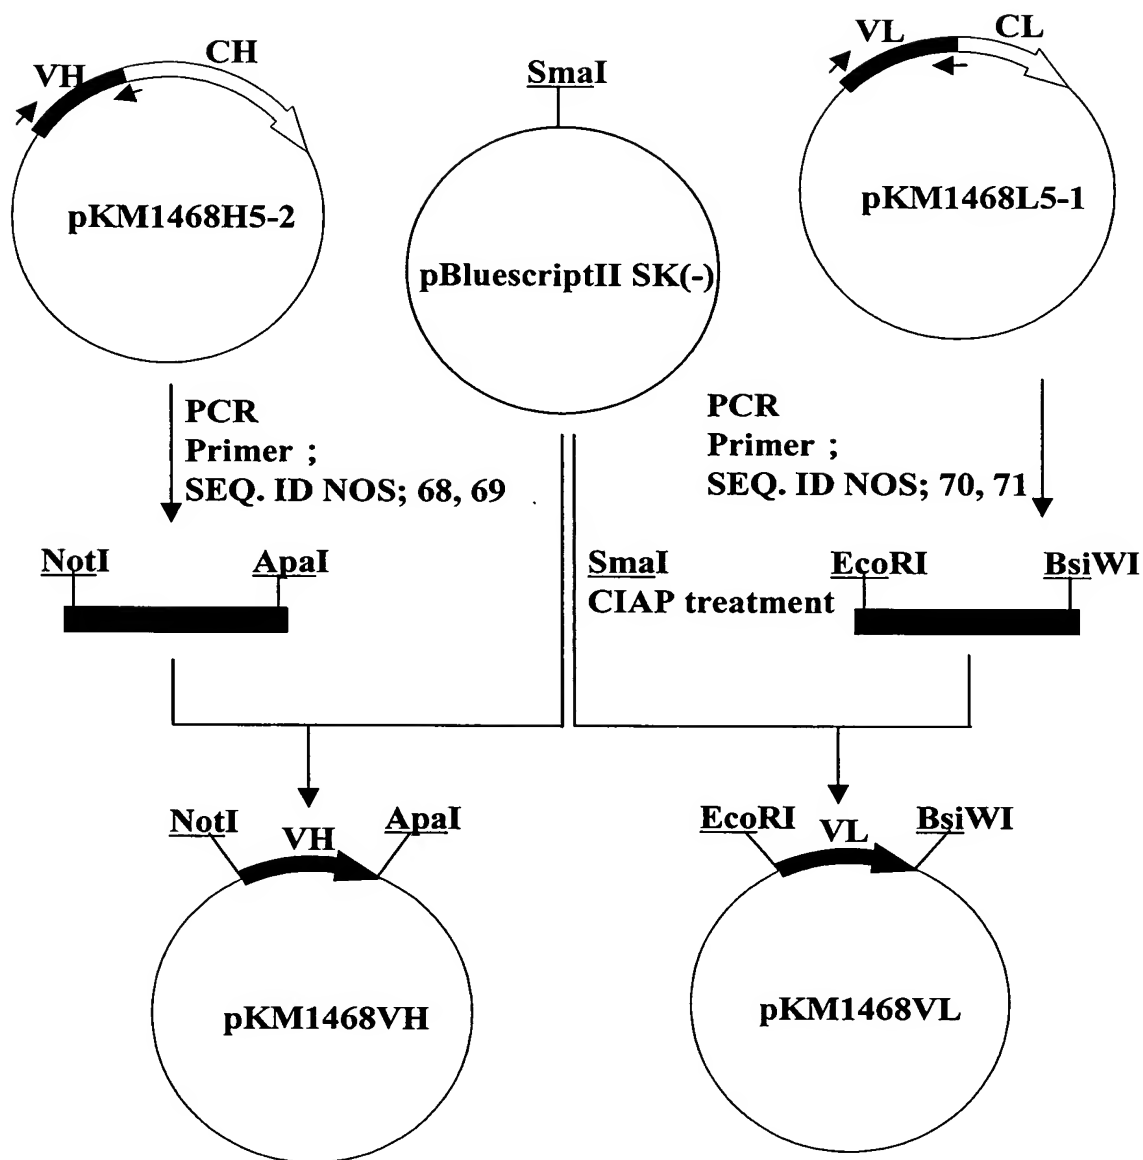 CH
VH
pKM1468H5-2
SmaI
pBluescriptII SK(-)
VL
CL
pKM1468L5-1
PCR
Primer ;
SEQ. ID NOS; 68, 69
PCR
Primer ;
SEQ. ID NOS; 70, 71
NotI
ApaI
SmaI
CIAP treatment
EcoRI
BsiWI
NotI
VH
ApaI
pKM1468VH
EcoRI
VL
BsiWI
pKM1468VL